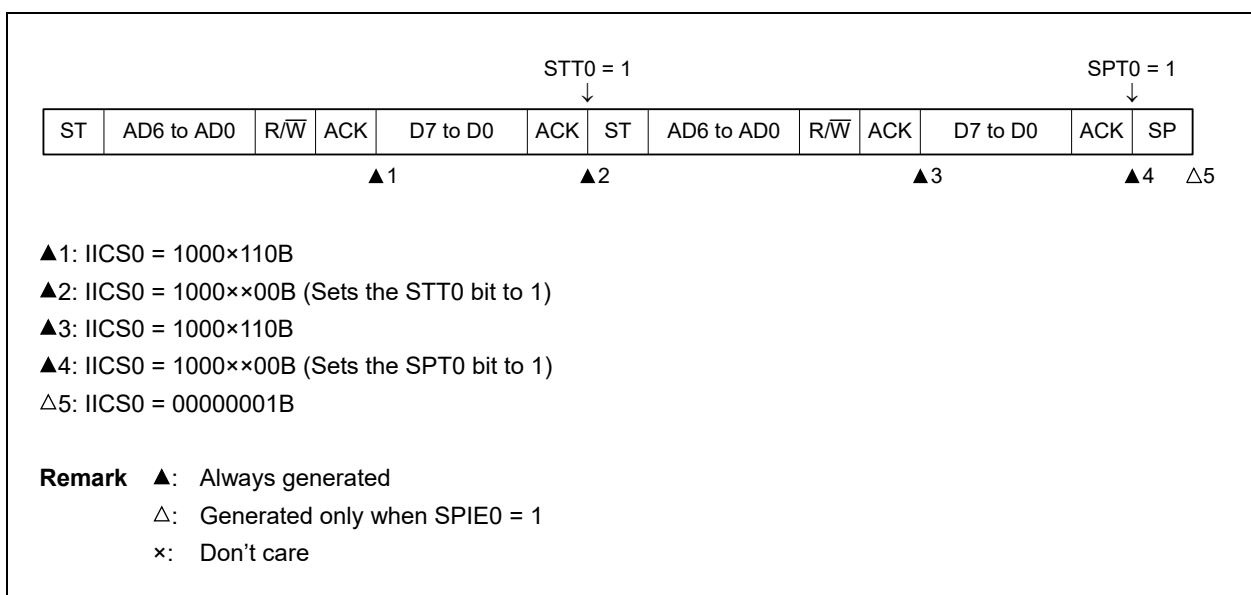 STT0 = 1 SPT0 = 1
↓ ↓
ST AD6 to AD0 R/W̅ ACK D7 to D0 ACK ST AD6 to AD0 R/W̅ ACK D7 to D0 ACK SP
▲1 ▲2 ▲3 ▲4 △5
▲1: IICS0 = 1000×110B
▲2: IICS0 = 1000××00B (Sets the STT0 bit to 1)
▲3: IICS0 = 1000×110B
▲4: IICS0 = 1000××00B (Sets the SPT0 bit to 1)
△5: IICS0 = 00000001B
Remark ▲: Always generated
△: Generated only when SPIE0 = 1
×: Don’t care